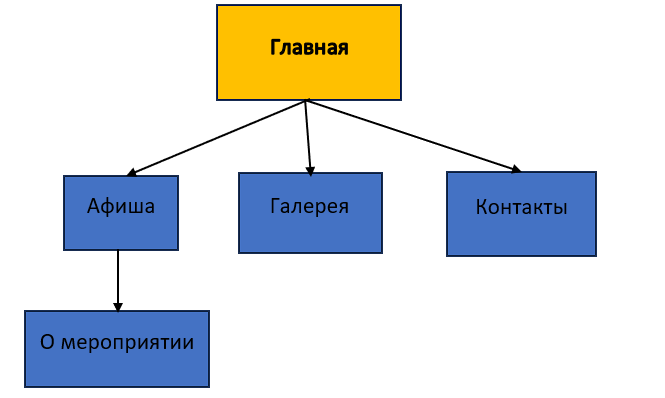 Главная
Афиша
Галерея
Контакты
О мероприятии